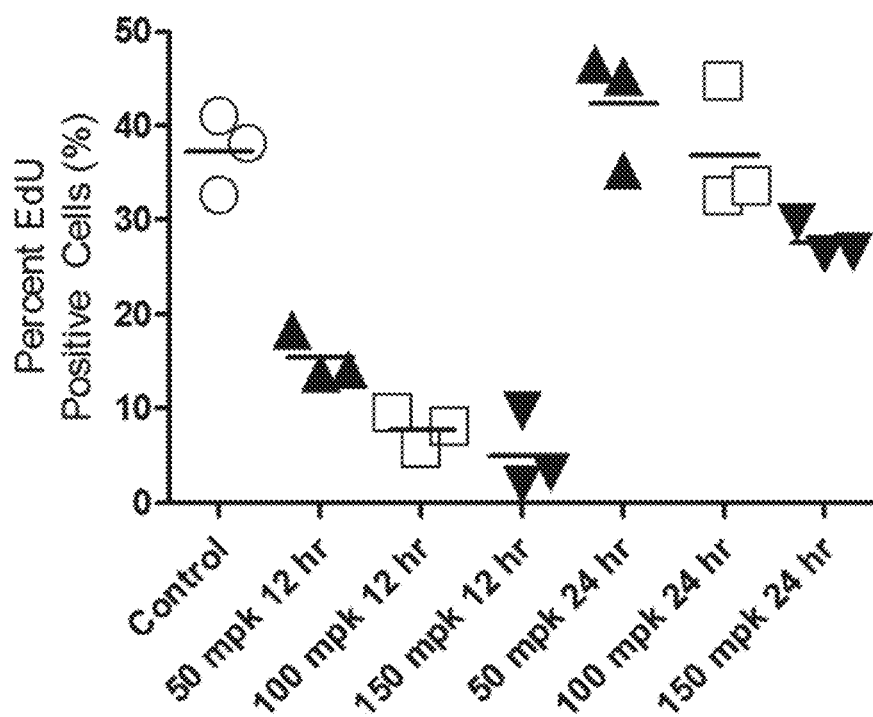 Percent EdU
Positive Cells (%)
50
40
30
20
10
0
Control
50 mpk 12 hr
100 mpk 12 hr
150 mpk 12 hr
50 mpk 24 hr
100 mpk 24 hr
150 mpk 24 hr